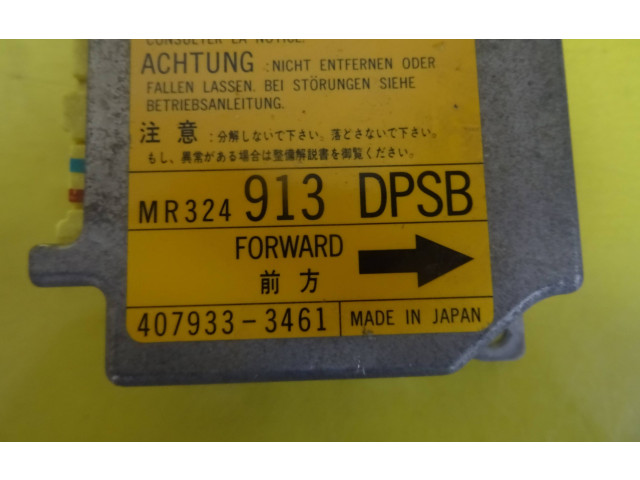 CONSULTER LA NOTICE.
ACHTUNG :NICHT ENTFERNEN ODER
FALLEN LASSEN. BEI STÖRUNGEN SIEHE
BETRIEBSANLEITUNG.
注意:分解しないで下さい。落とさないで下さい。
もし、異常がある場合は整備解説書を御覧ください。
MR324 913 DPSB
FORWARD
前方
407933-3461 MADE IN JAPAN